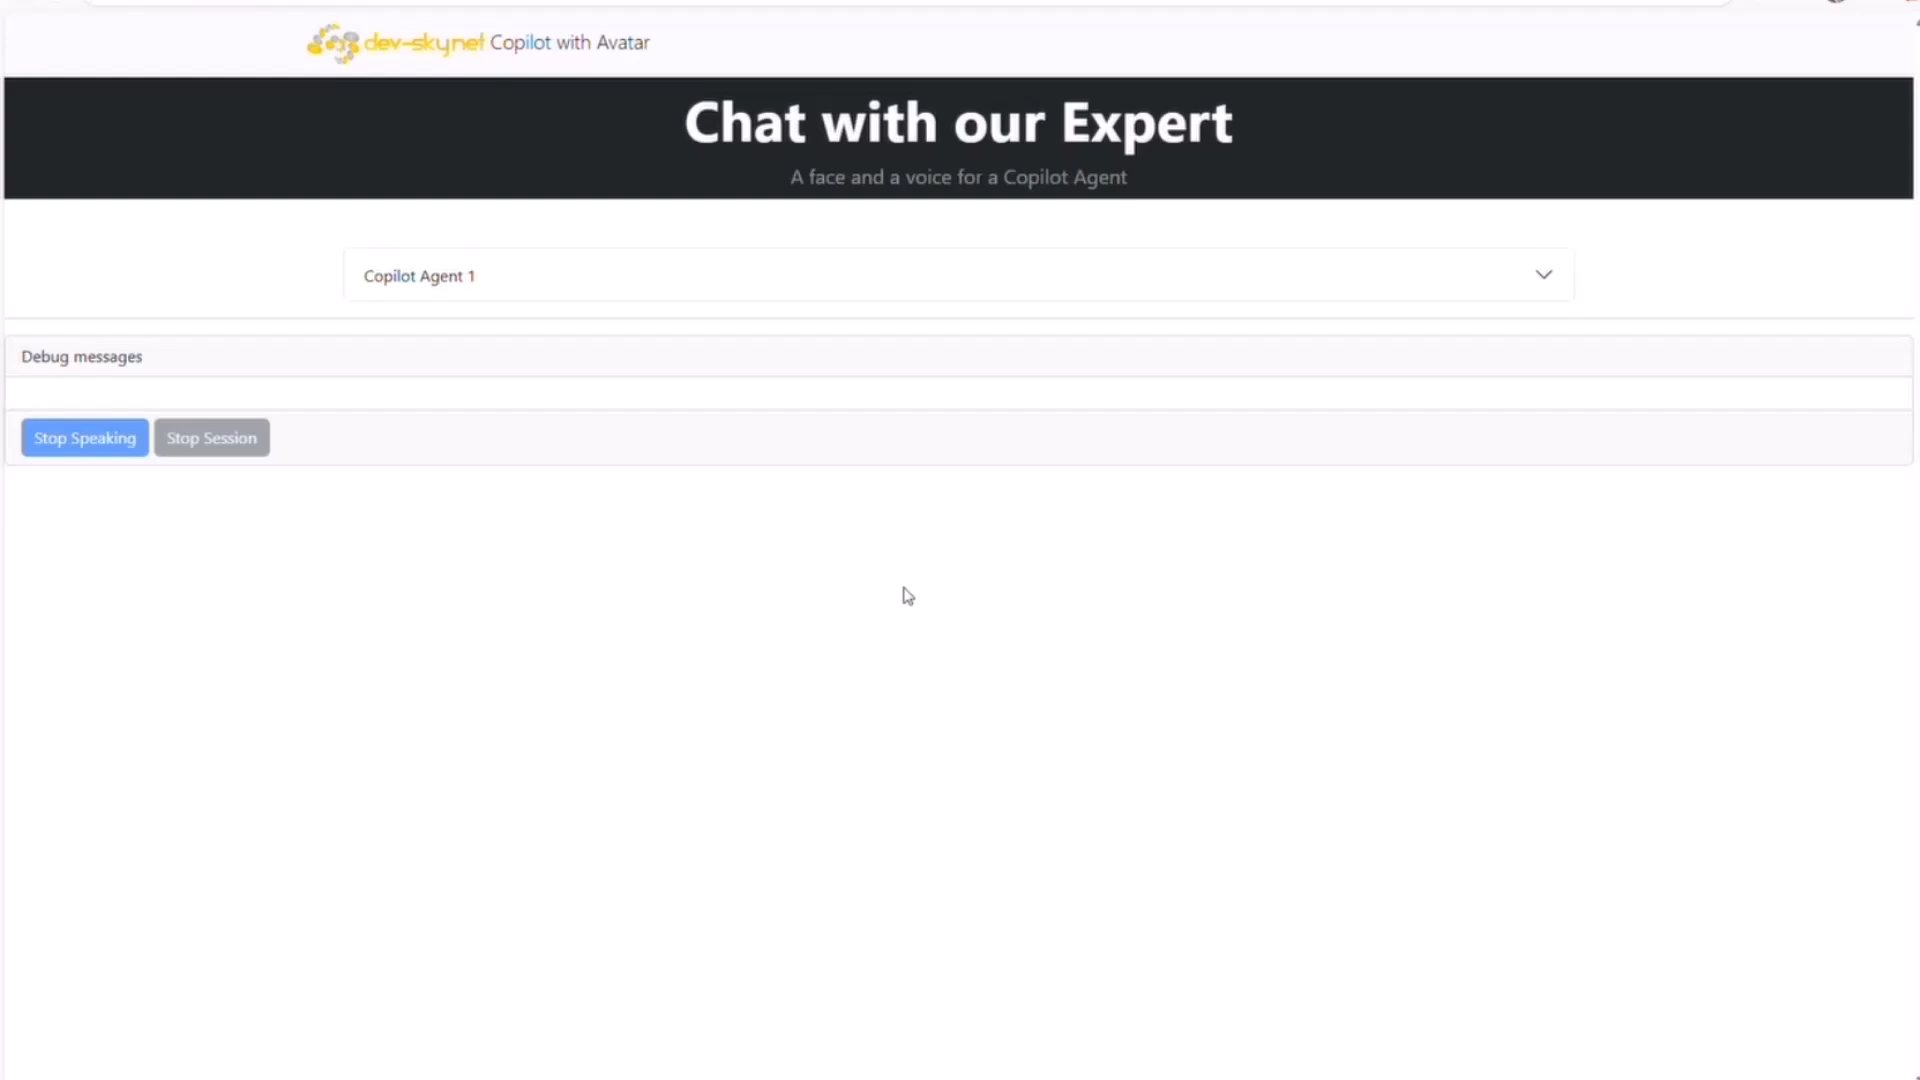 dev-skynet Copilot with Avatar
Chat with our Expert
A face and a voice for a Copilot Agent
Copilot Agent 1
Debug messages
Stop Speaking Stop Session